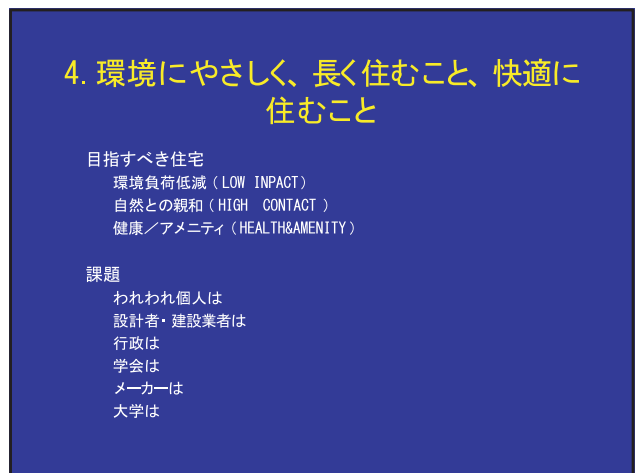 4. 環境にやさしく、長く住むこと、快適に
住むこと
目指すべき住宅
環境負荷低減（LOW INPACT）
自然との親和（HIGH CONTACT ）
健康／アメニティ（HEALTH&AMENITY）
課題
われわれ個人は
設計者・建設業者は
行政は
学会は
メーカーは
大学は